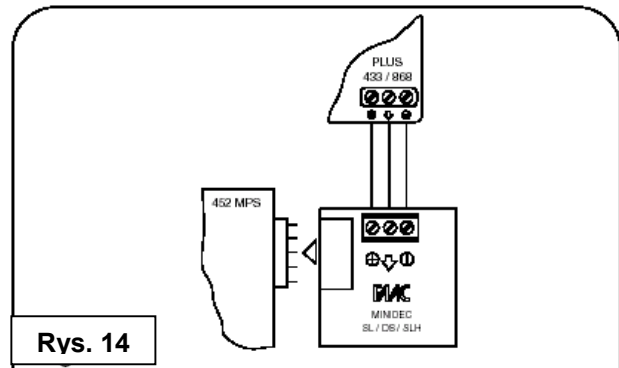 PLUS
433 / 868
452 MPS
FAAC
MINIDEC
SL / DS / SLH
Rys. 14